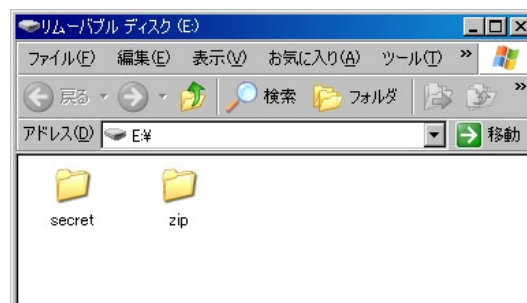 リムーバブル ディスク (E:)
ファイル(F) 編集(E) 表示(V) お気に入り(A) ツール(T) »
戻る 検索 フォルダ »
アドレス(D) E:¥ 移動
secret zip